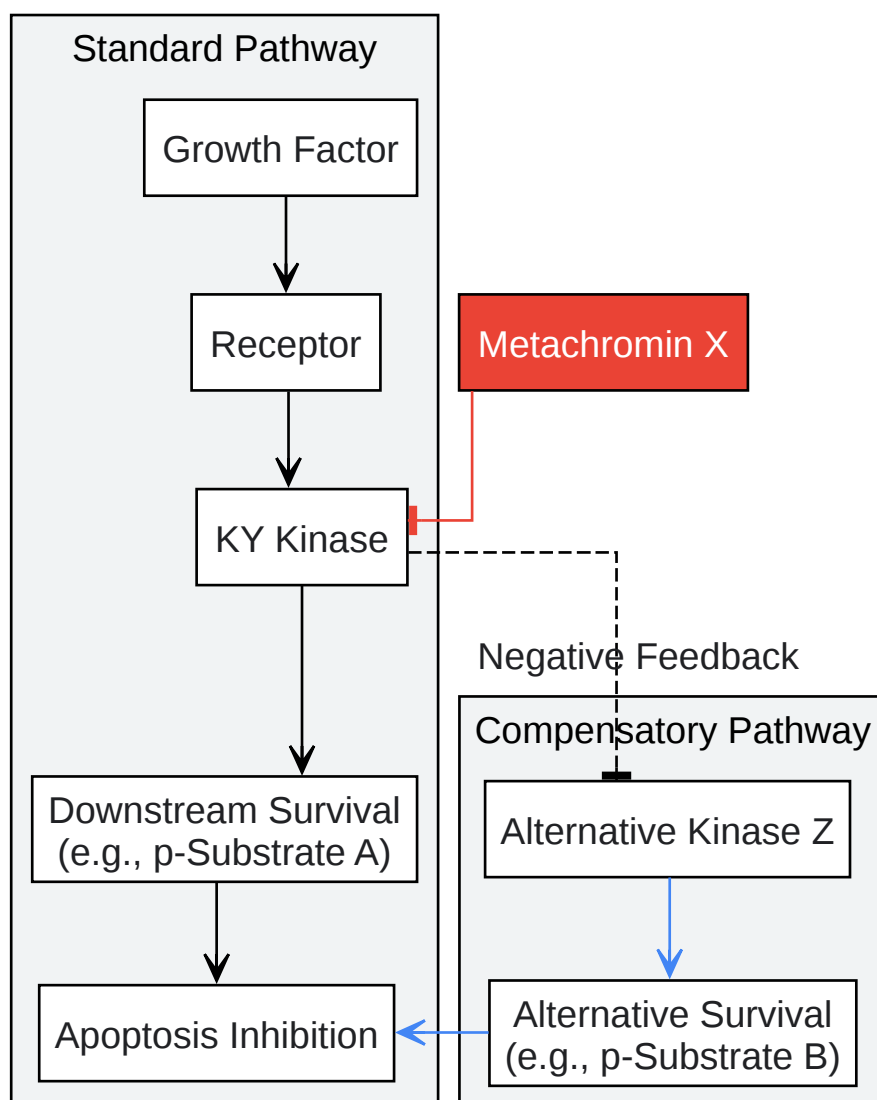 Standard Pathway
Growth Factor
Receptor
Metachromin X
KY Kinase
Negative Feedback
Compensatory Pathway
Downstream Survival
(e.g., p-Substrate A)
Alternative Kinase Z
Apoptosis Inhibition
Alternative Survival
(e.g., p-Substrate B)